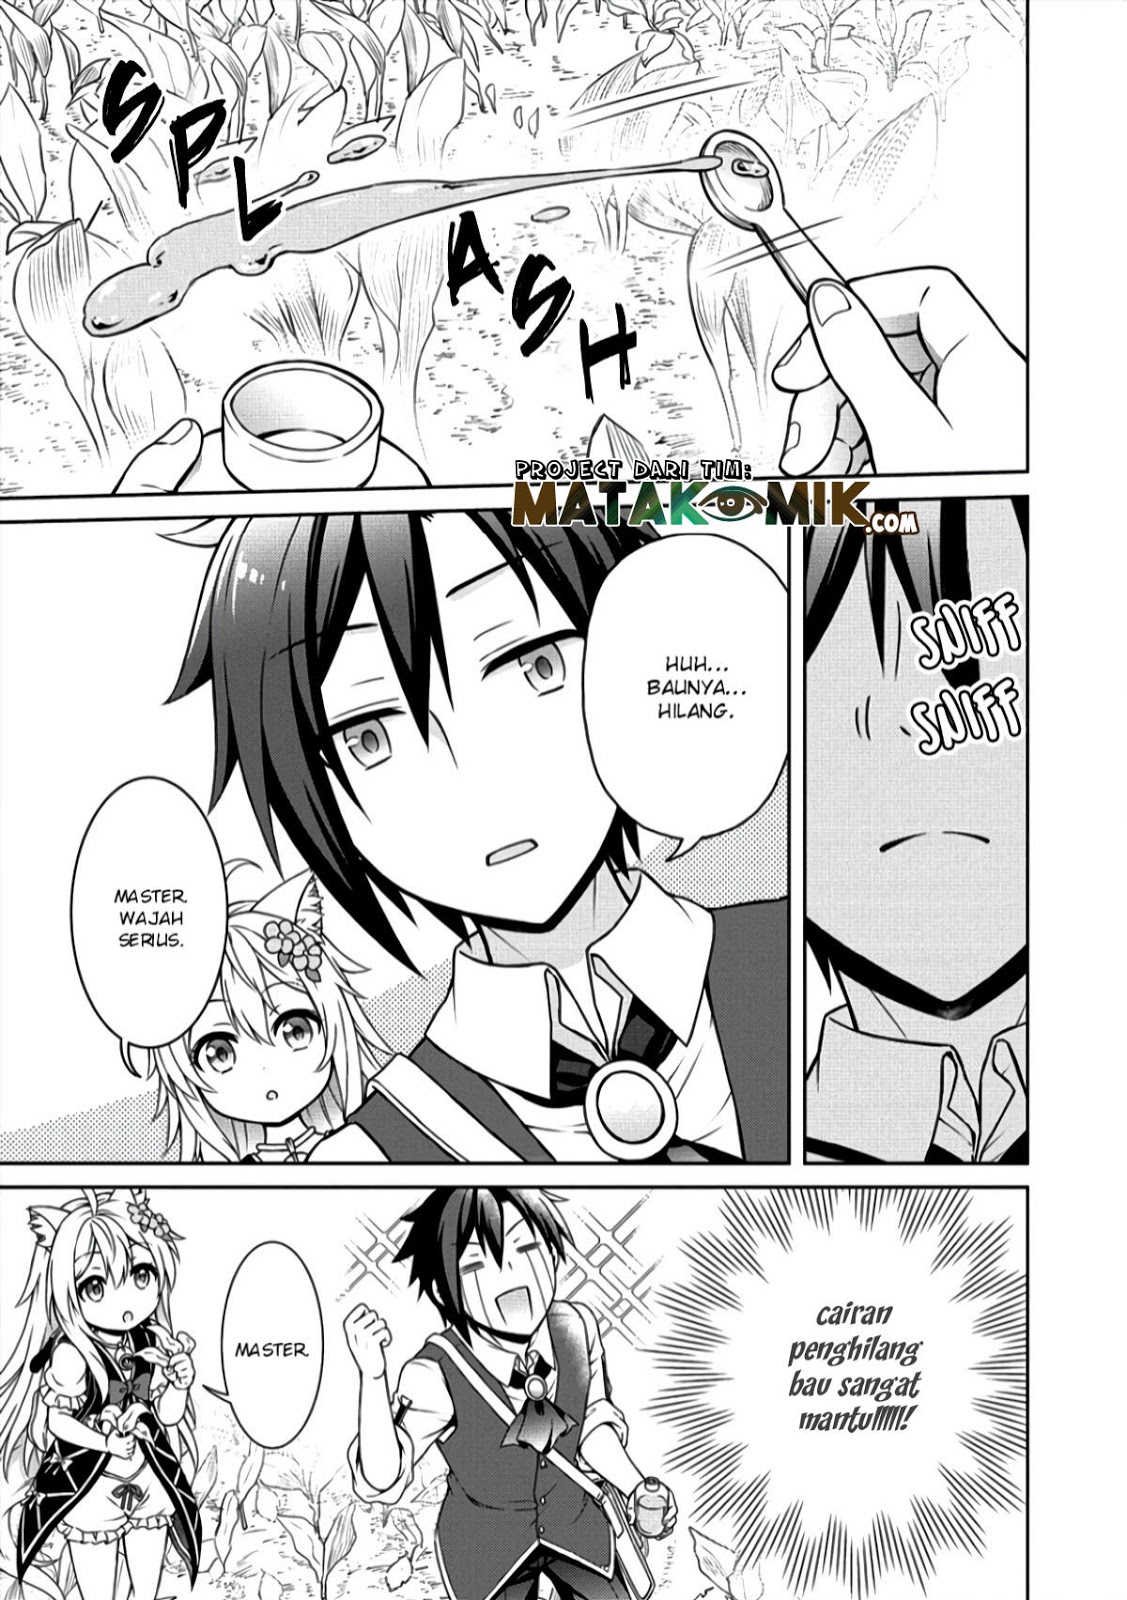 SPLASH
PROJECT DARI TIM:
MATAKOMIK.COM
SNIFF
SNIFF
HUH...
BAUNYA...
HILANG.
MASTER.
WAJAH
SERIUS.
cairan
penghilang
bau sangat
mantullllll!
MASTER.